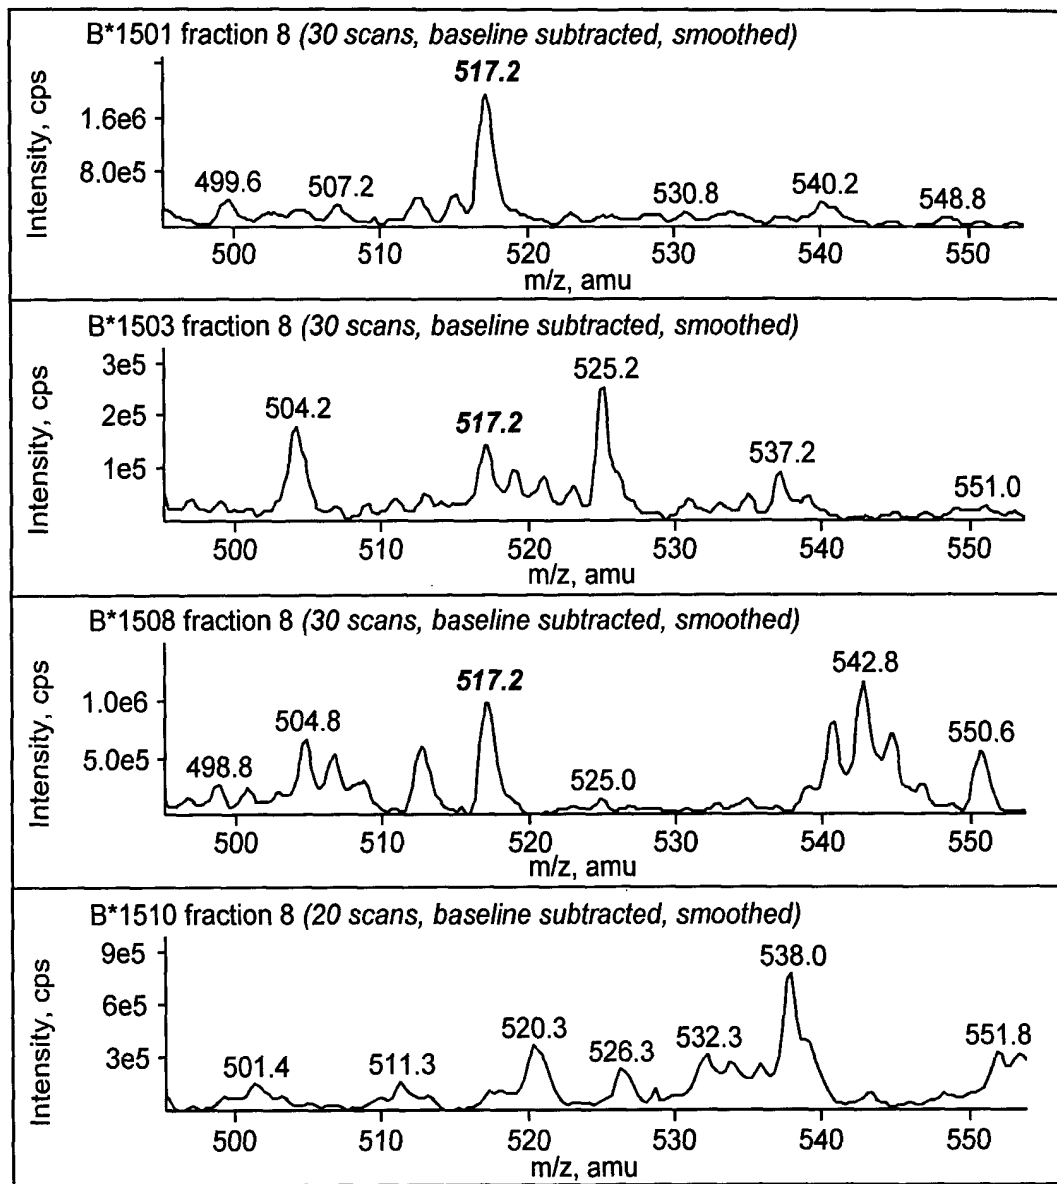 B*1501 fraction 8 (30 scans, baseline subtracted, smoothed)
517.2
Intensity, cps
1.6e6
8.0e5
499.6
507.2
530.8
540.2
548.8
500
510
520
530
540
550
m/z, amu
B*1503 fraction 8 (30 scans, baseline subtracted, smoothed)
Intensity, cps
3e5
2e5
1e5
504.2
517.2
525.2
537.2
551.0
500
510
520
530
540
550
m/z, amu
B*1508 fraction 8 (30 scans, baseline subtracted, smoothed)
Intensity, cps
1.0e6
5.0e5
498.8
504.8
517.2
525.0
542.8
550.6
500
510
520
530
540
550
m/z, amu
B*1510 fraction 8 (20 scans, baseline subtracted, smoothed)
Intensity, cps
9e5
6e5
3e5
501.4
511.3
520.3
526.3
532.3
538.0
551.8
500
510
520
530
540
550
m/z, amu